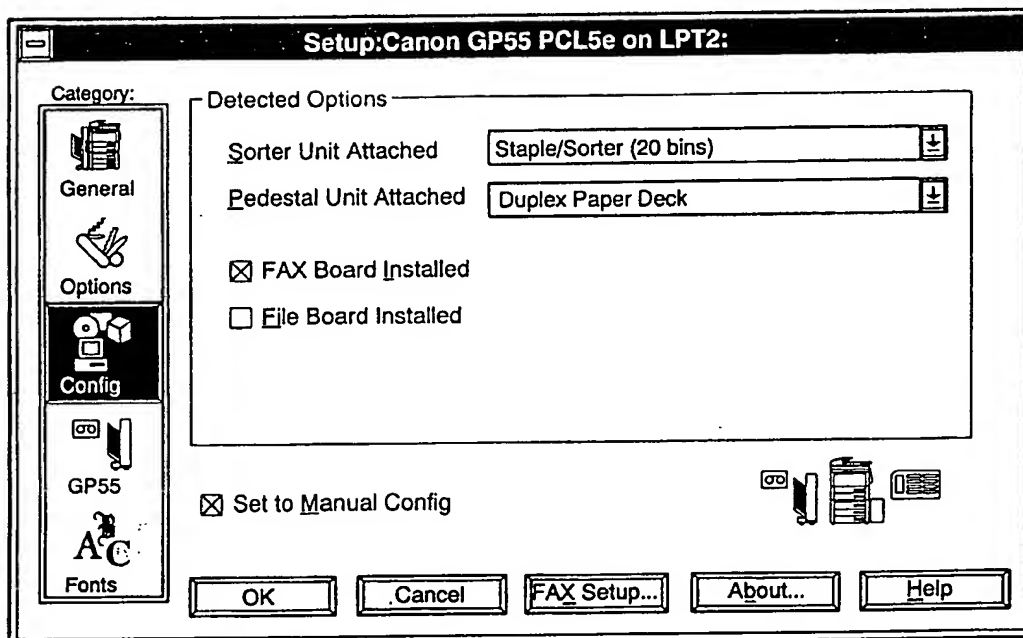 Setup:Canon GP55 PCL5e on LPT2:
Category:
General
Options
Config
GP55
Fonts
Detected Options
Sorter Unit Attached
Staple/Sorter (20 bins)
Pedestal Unit Attached
Duplex Paper Deck
FAX Board Installed
File Board Installed
Set to Manual Config
OK
Cancel
FAX Setup...
About...
Help